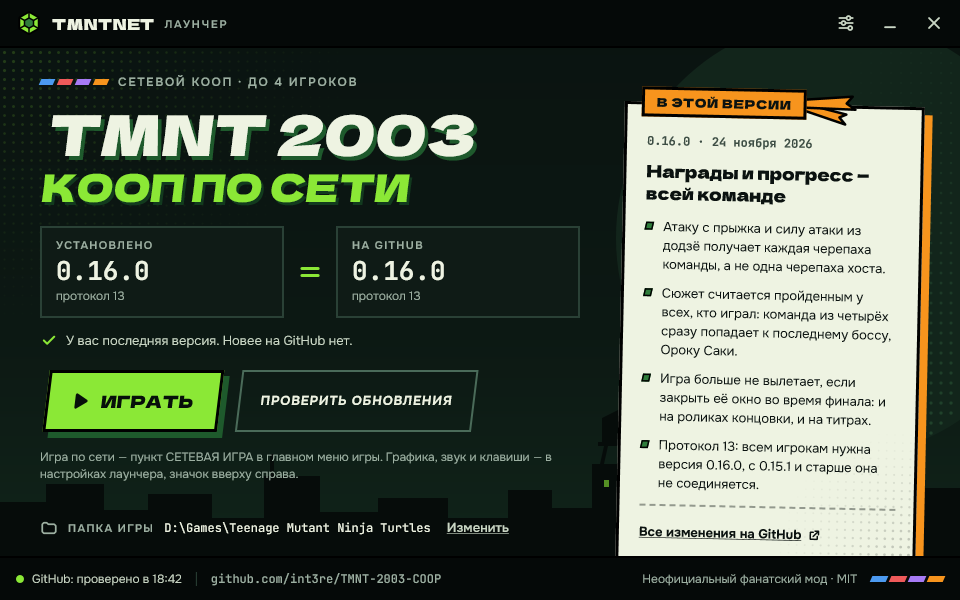 TMNTNET ЛАУНЧЕР
СЕТЕВОЙ КООП · ДО 4 ИГРОКОВ
TMNT 2003
КООП ПО СЕТИ
УСТАНОВЛЕНО
0.16.0
протокол 13
=
НА GITHUB
0.16.0
протокол 13
У вас последняя версия. Новее на GitHub нет.
ИГРАТЬ
ПРОВЕРИТЬ ОБНОВЛЕНИЯ
Игра по сети — пункт СЕТЕВАЯ ИГРА в главном меню игры. Графика, звук и клавиши — в
настройках лаунчера, значок вверху справа.
ПАПКА ИГРЫ D:\Games\Teenage Mutant Ninja Turtles Изменить
В ЭТОЙ ВЕРСИИ
0.16.0 · 24 ноября 2026
Награды и прогресс —
всей команде
Атаку с прыжка и силу атаки из
додзё получает каждая черепаха
команды, а не одна черепаха хоста.
Сюжет считается пройденным у
всех, кто играл: команда из четырёх
сразу попадает к последнему боссу,
Ороку Саки.
Игра больше не вылетает, если
закрыть её окно во время финала: и
на роликах концовки, и на титрах.
Протокол 13: всем игрокам нужна
версия 0.16.0, с 0.15.1 и старше она
не соединяется.
Все изменения на GitHub
GitHub: проверено в 18:42
github.com/int3re/TMNT-2003-COOP
Неофициальный фанатский мод · MIT